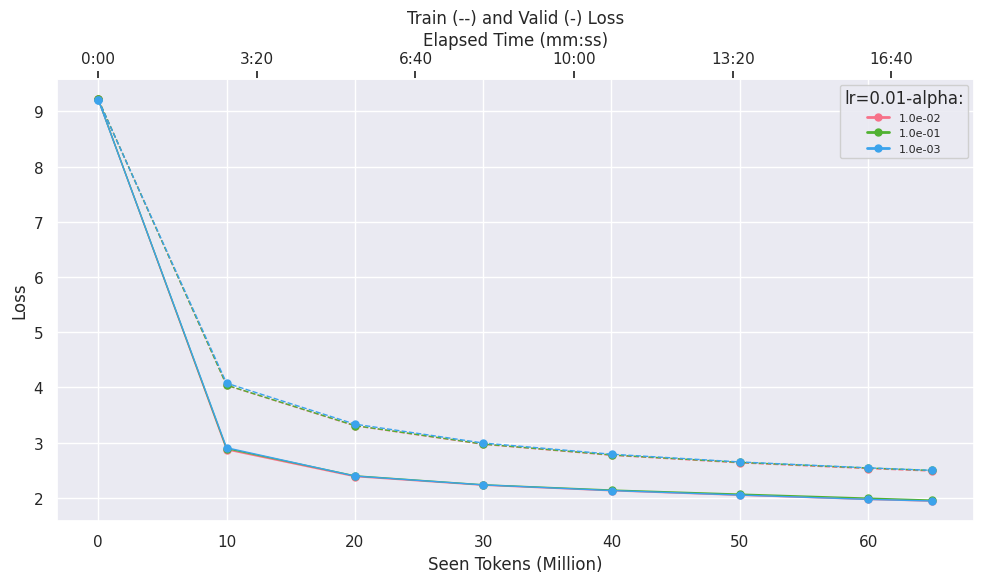 Train (--) and Valid (-) Loss
Elapsed Time (mm:ss)
0:00 3:20 6:40 10:00 13:20 16:40
lr=0.01-alpha:
1.0e-02
1.0e-01
1.0e-03
9
8
7
6
5
4
3
2
Loss
0 10 20 30 40 50 60
Seen Tokens (Million)